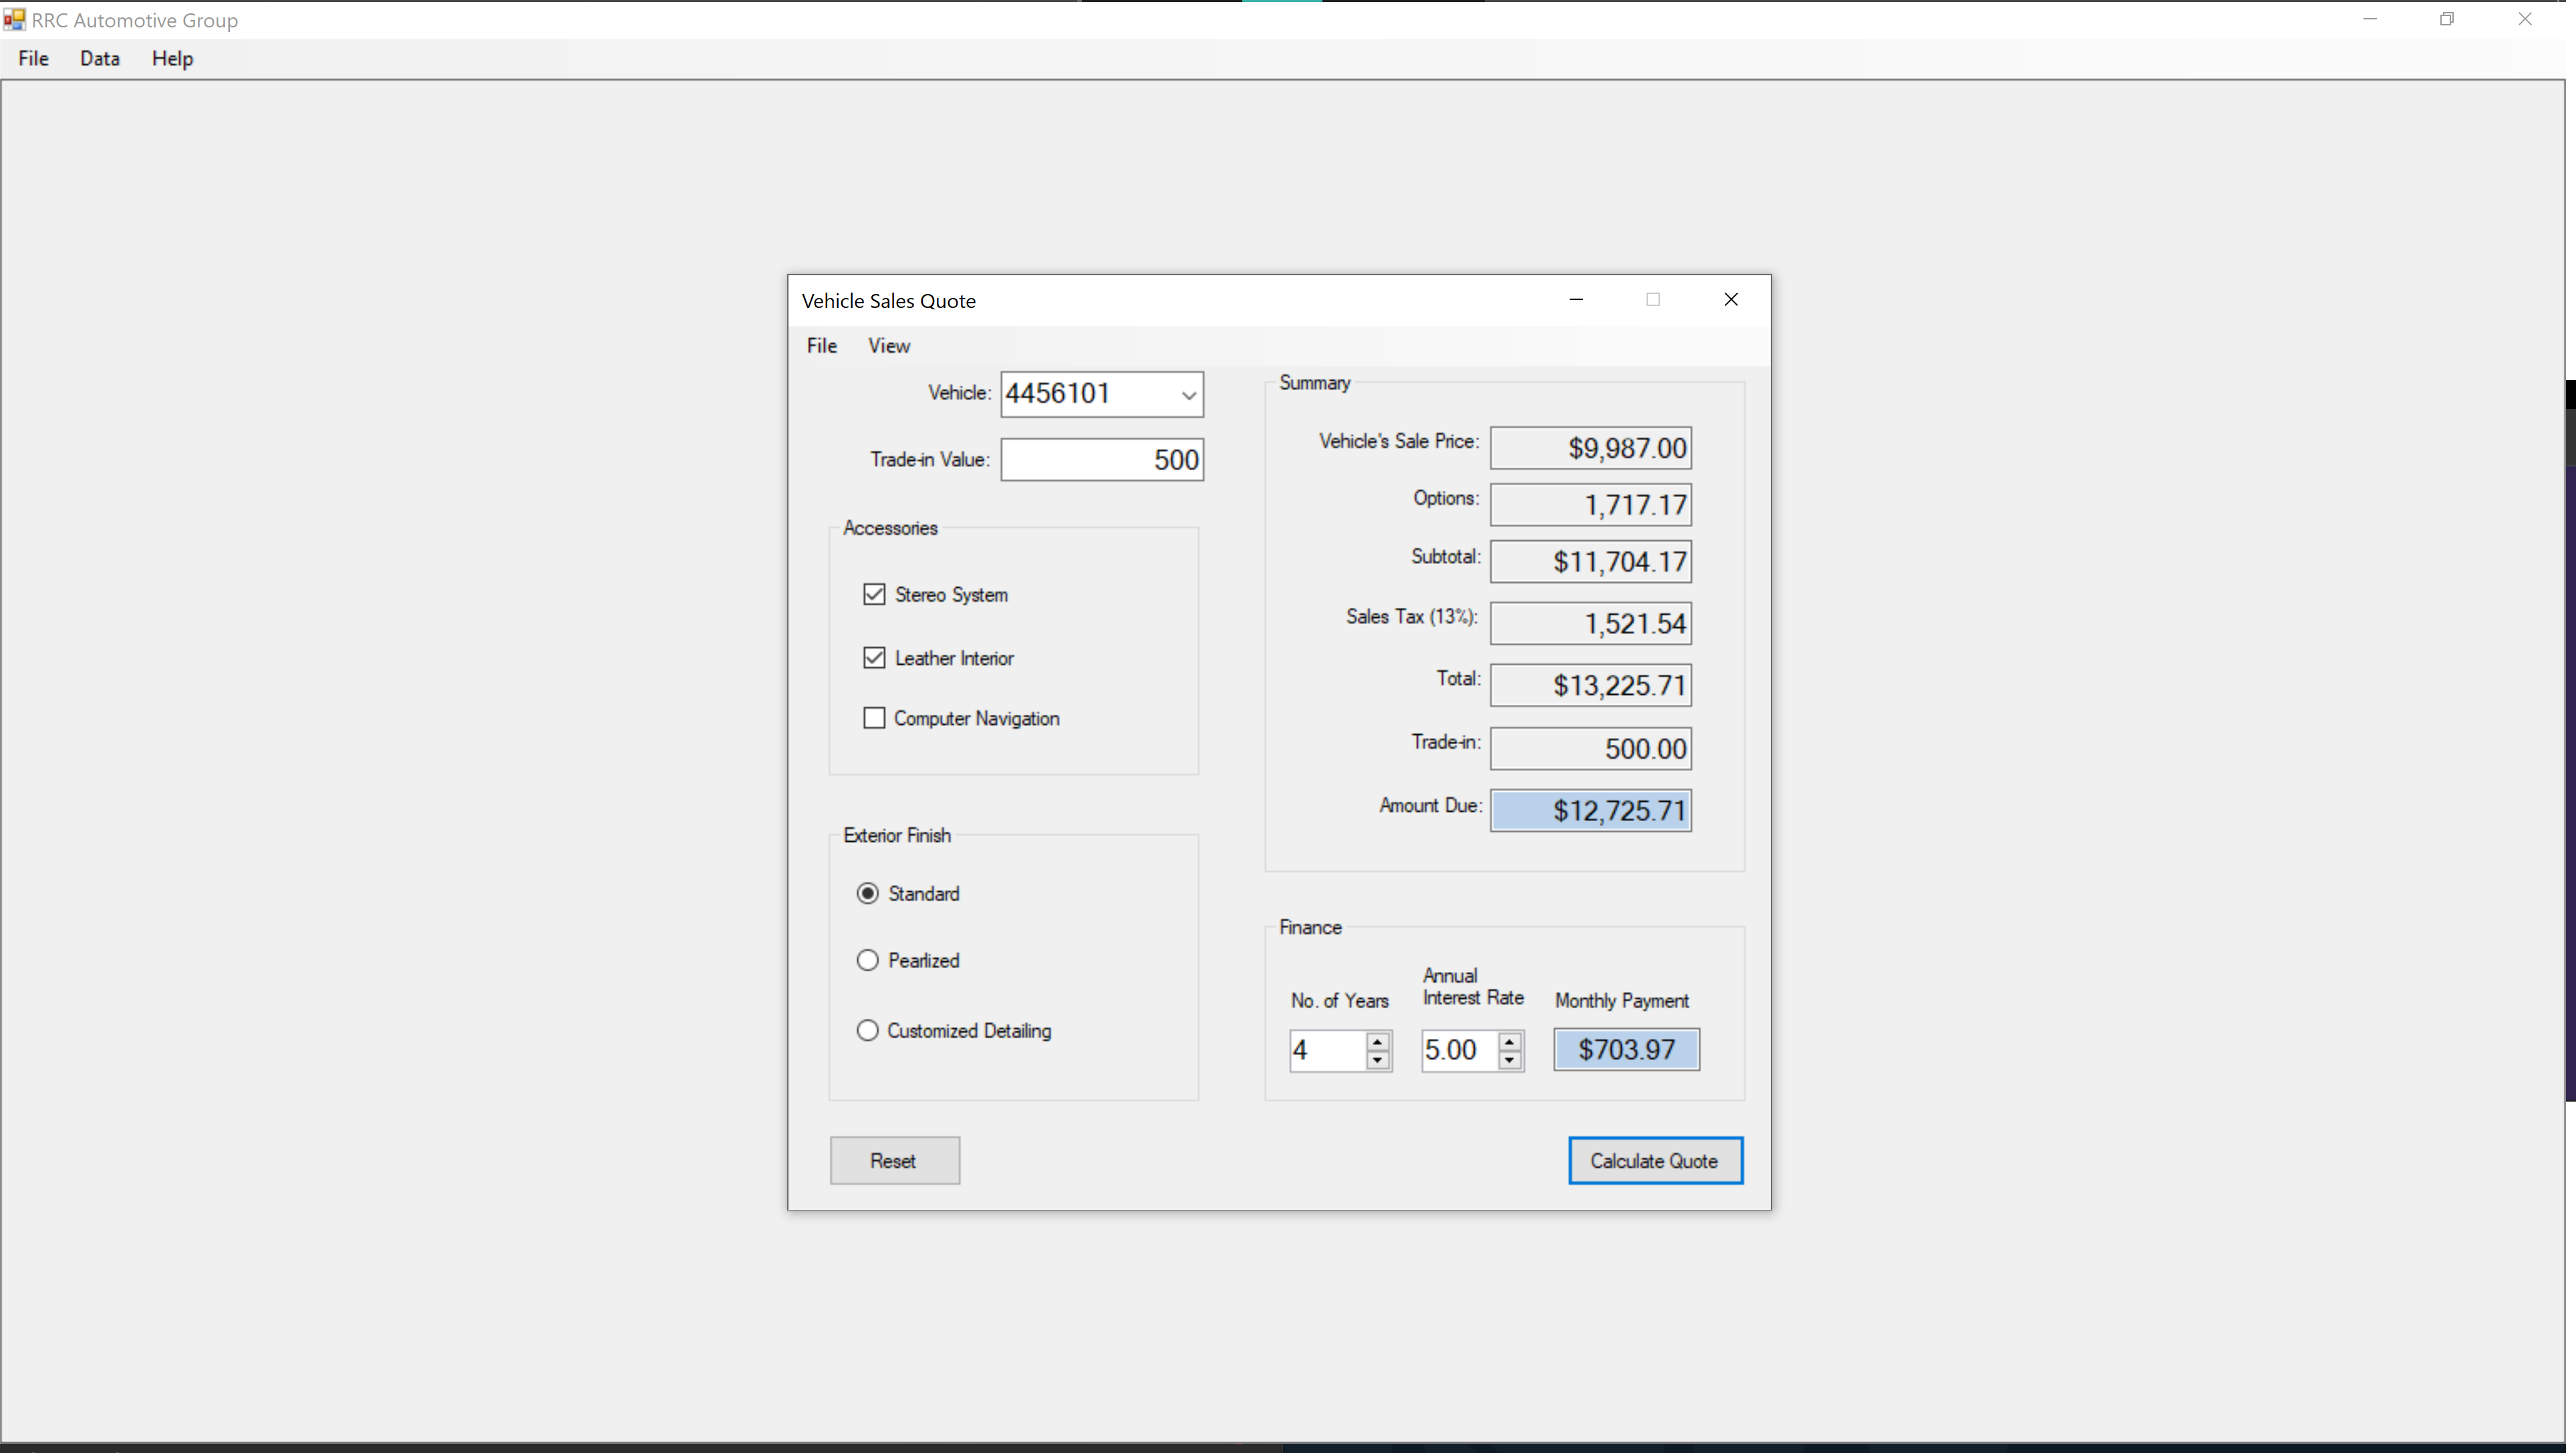 RRC Automotive Group
File Data Help
Vehicle Sales Quote
File View
Vehicle: 4456101
Trade-in Value: 500
Accessories
Stereo System
Leather Interior
Computer Navigation
Exterior Finish
Standard
Pearlized
Customized Detailing
Reset
Summary
Vehicle's Sale Price: $9,987.00
Options: 1,717.17
Subtotal: $11,704.17
Sales Tax (13%): 1,521.54
Total: $13,225.71
Trade-in: 500.00
Amount Due: $12,725.71
Finance
No. of Years
Annual
Interest Rate
Monthly Payment
4 5.00 $703.97
Calculate Quote